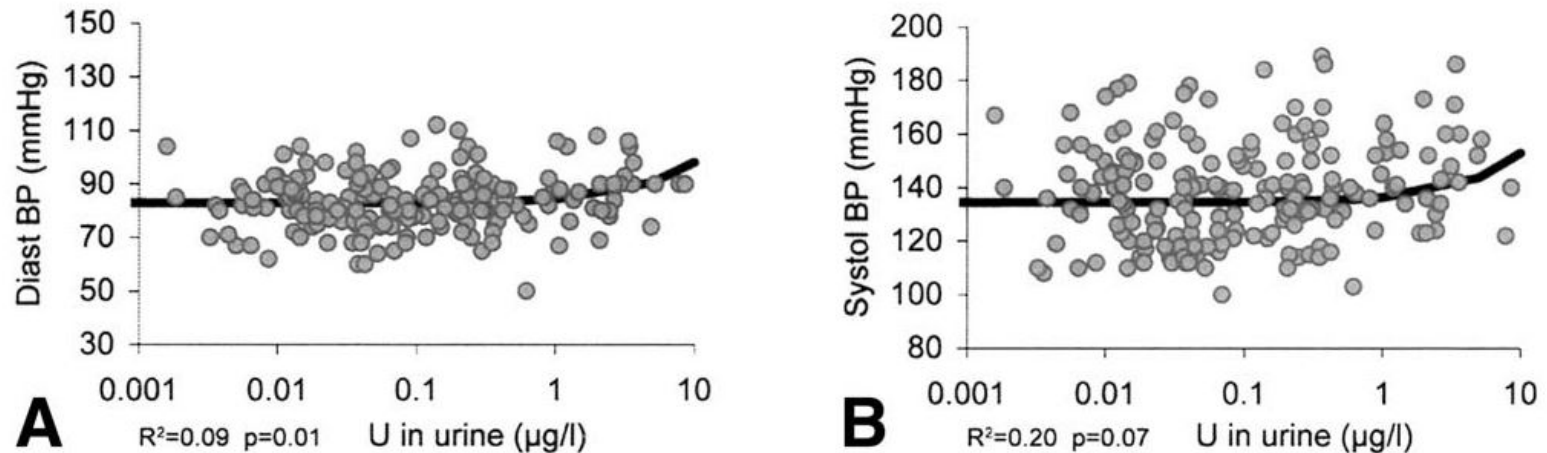 150
130
110
90
70
50
30
Diast BP (mmHg)
0.001 0.01 0.1 1 10
A
R²=0.09 p=0.01 U in urine (µg/l)
200
180
160
140
120
100
80
Systol BP (mmHg)
0.001 0.01 0.1 1 10
B
R²=0.20 p=0.07 U in urine (µg/l)